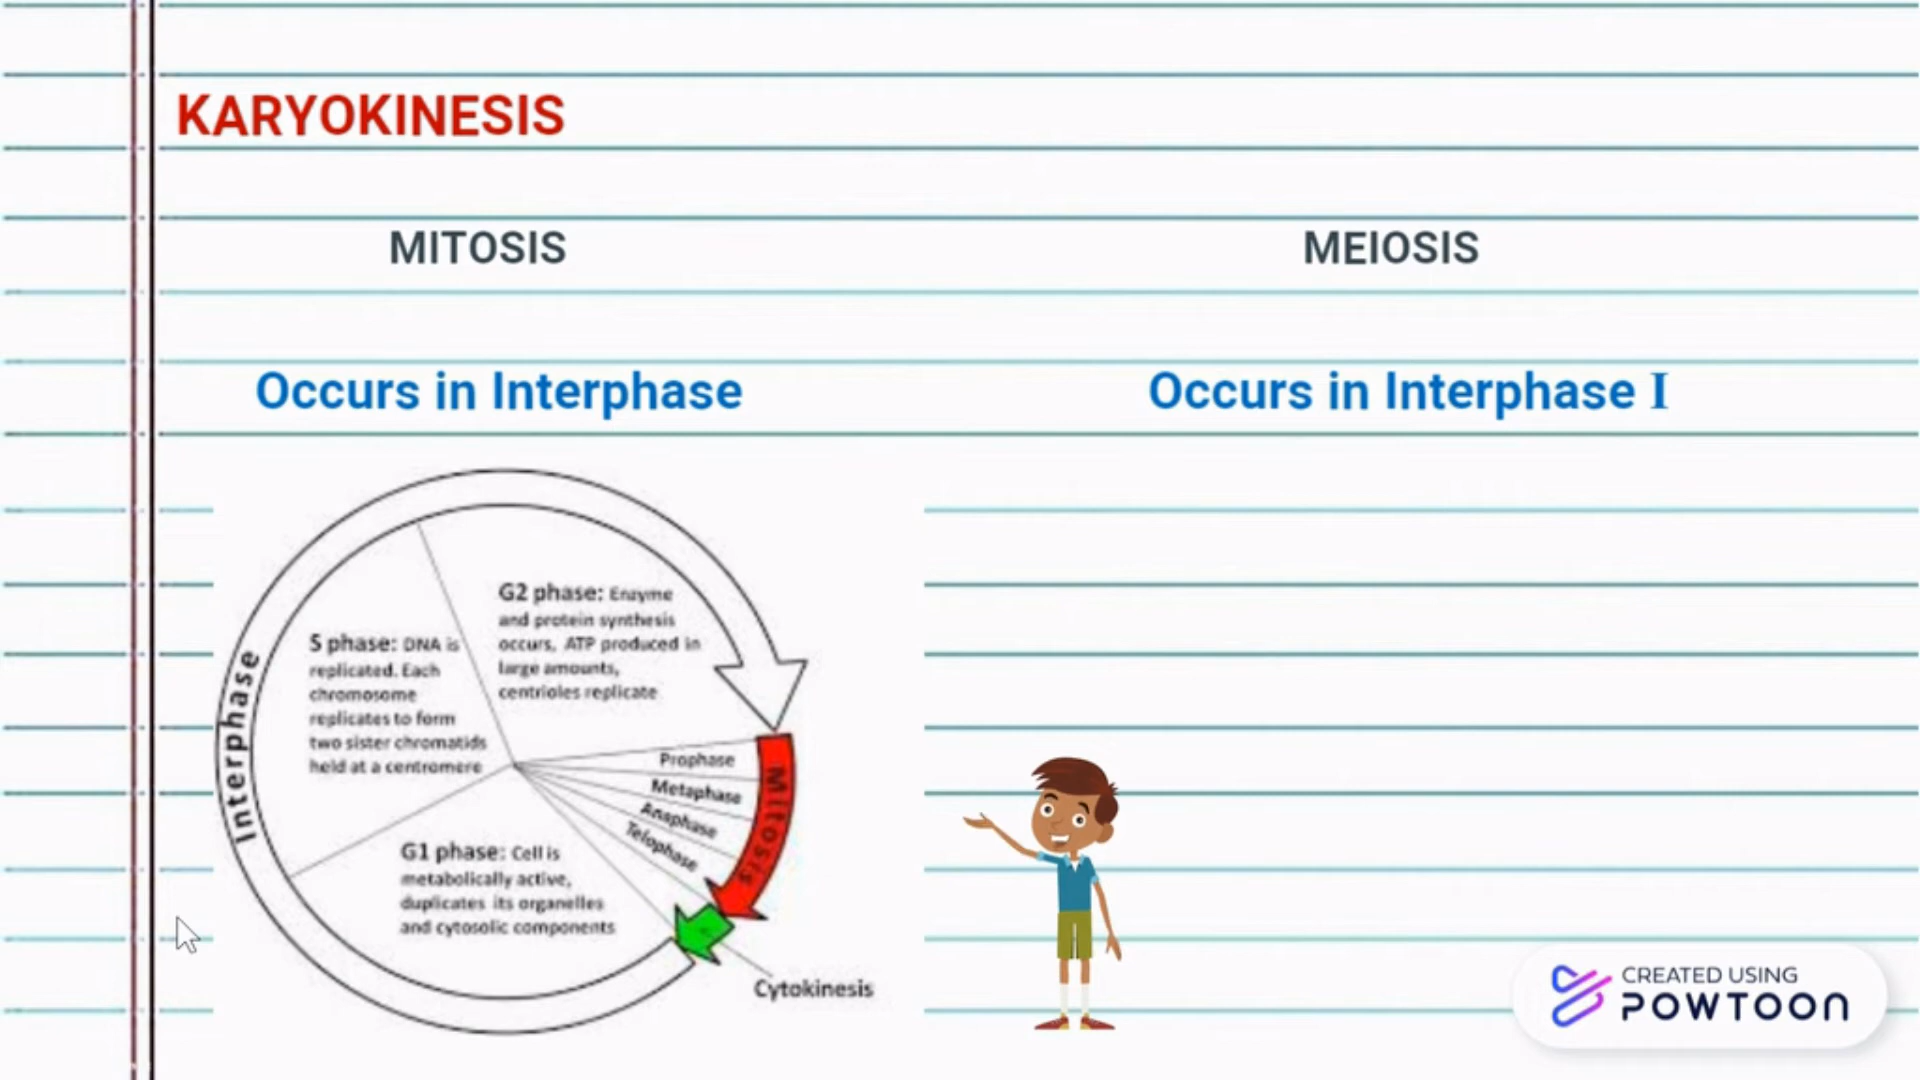 KARYOKINESIS
MITOSIS
MEIOSIS
Occurs in Interphase
Occurs in Interphase I
Interphase
S phase: DNA is
replicated. Each
chromosome
replicates to form
two sister chromatids
held at a centromere
G2 phase: Enzyme
and protein synthesis
occurs, ATP produced in
large amounts,
centrioles replicate
Prophase
Metaphase
Anaphase
Telophase
Mitosis
G1 phase: Cell is
metabolically active,
duplicates its organelles
and cytosolic components
Cytokinesis
CREATED USING
POWTOON